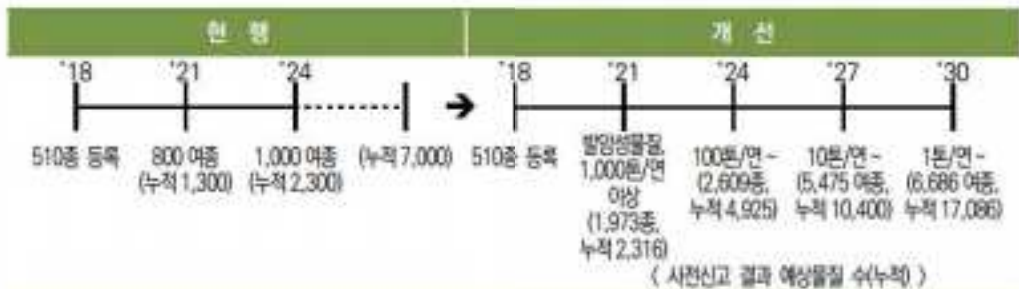 현 행
개 선
'18
'21
'24
'18
'21
'24
'27
'30
510종 등록
800 여종
(누적 1,300)
1,000 여종
(누적 2,300)
(누적 7,000)
510종 등록
발암성물질,
1,000톤/연
이상
(1,973종,
누적 2,316)
100톤/연 ~
(2,609종,
누적 4,925)
10톤/연 ~
(5,475 여종,
누적 10,400)
1톤/연 ~
(6,686 여종,
누적 17,086)
〈 사전신고 결과 예상물질 수(누적) 〉